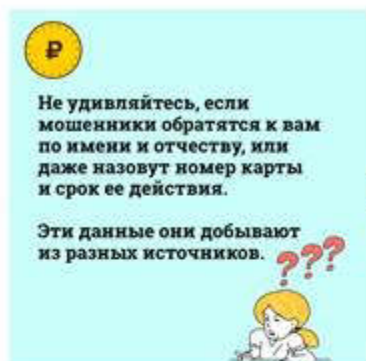 ₽
Не удивляйтесь, если
мошенники обратятся к вам
по имени и отчеству, или
даже назовут номер карты
и срок ее действия.
Эти данные они добывают
из разных источников.
???